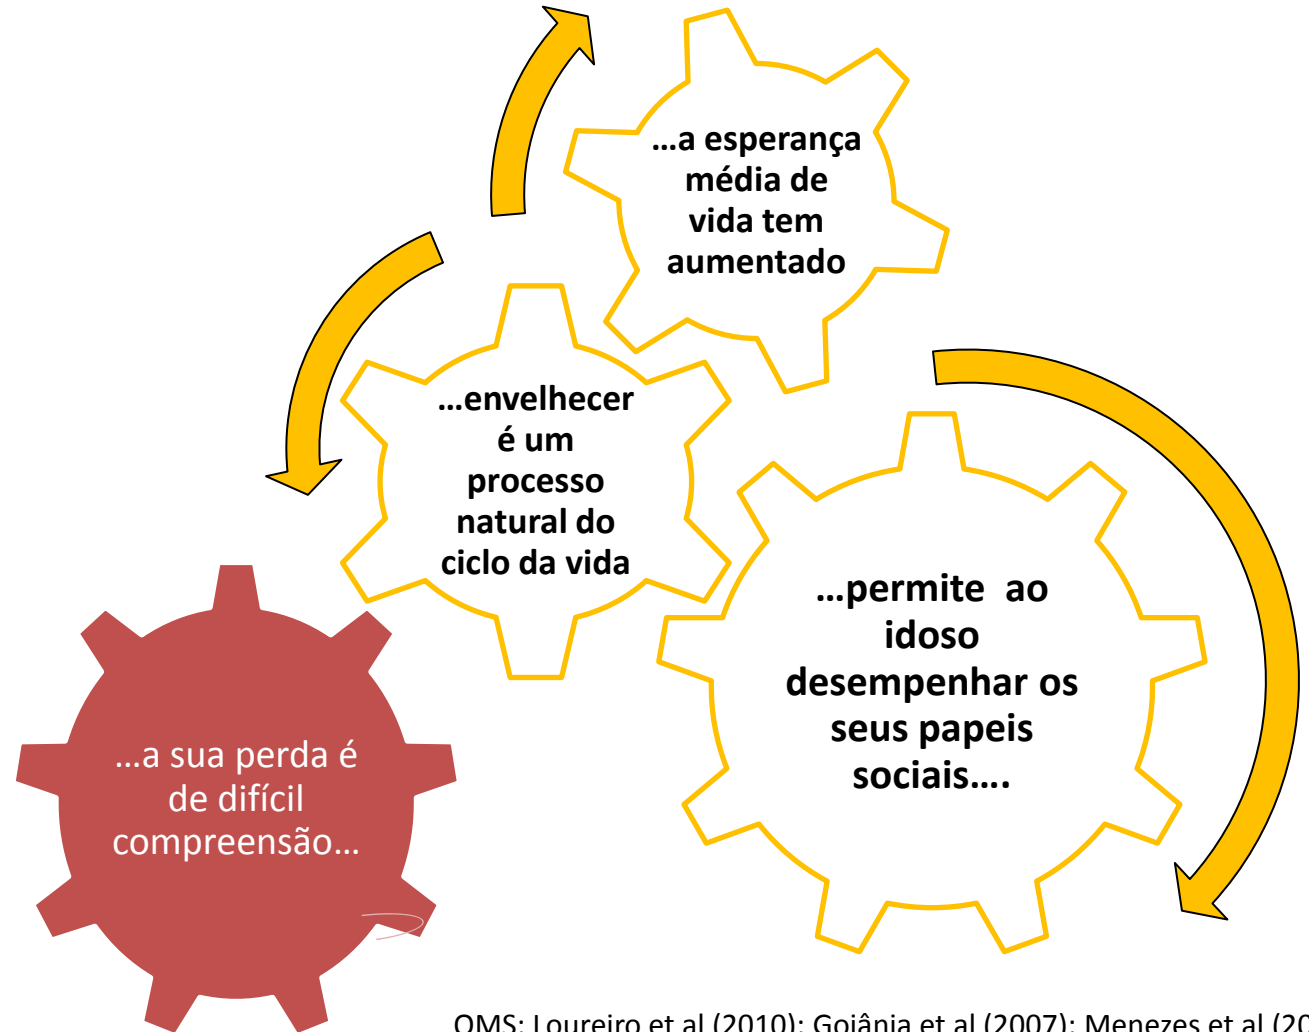 …a esperança
média de
vida tem
aumentado
…envelhecer
é um
processo
natural do
ciclo da vida
…permite  ao
idoso
desempenhar os
seus papeis
sociais….
…a sua perda é
de difícil
compreensão…
OMS; Loureiro et al (2010); Goiânia et al (2007); Menezes et al